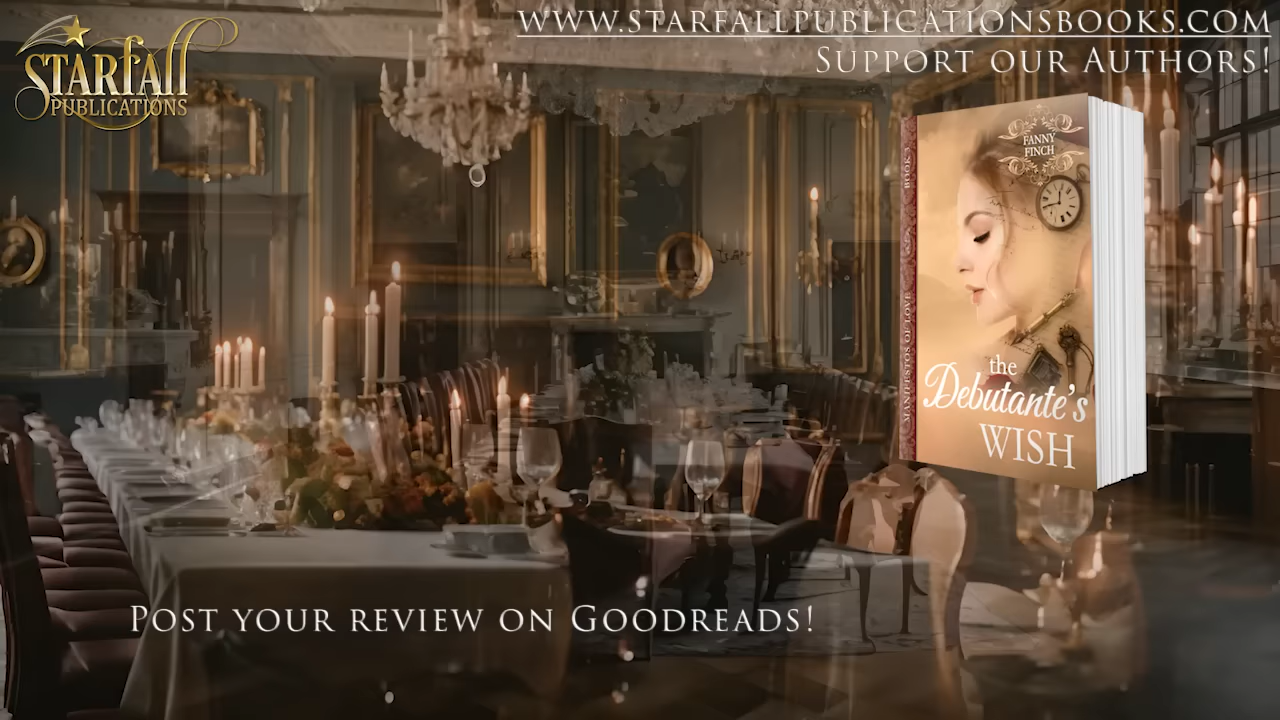 STARfall
PUBLICATIONS
WWW.STARFALLPUBLICATIONSBOOKS.COM
SUPPORT OUR AUTHORS!
FANNY
FINCH
BOOK 3
MANIFESTOS OF LOVE
the
Debutante's
WISH
POST YOUR REVIEW ON GOODREADS!